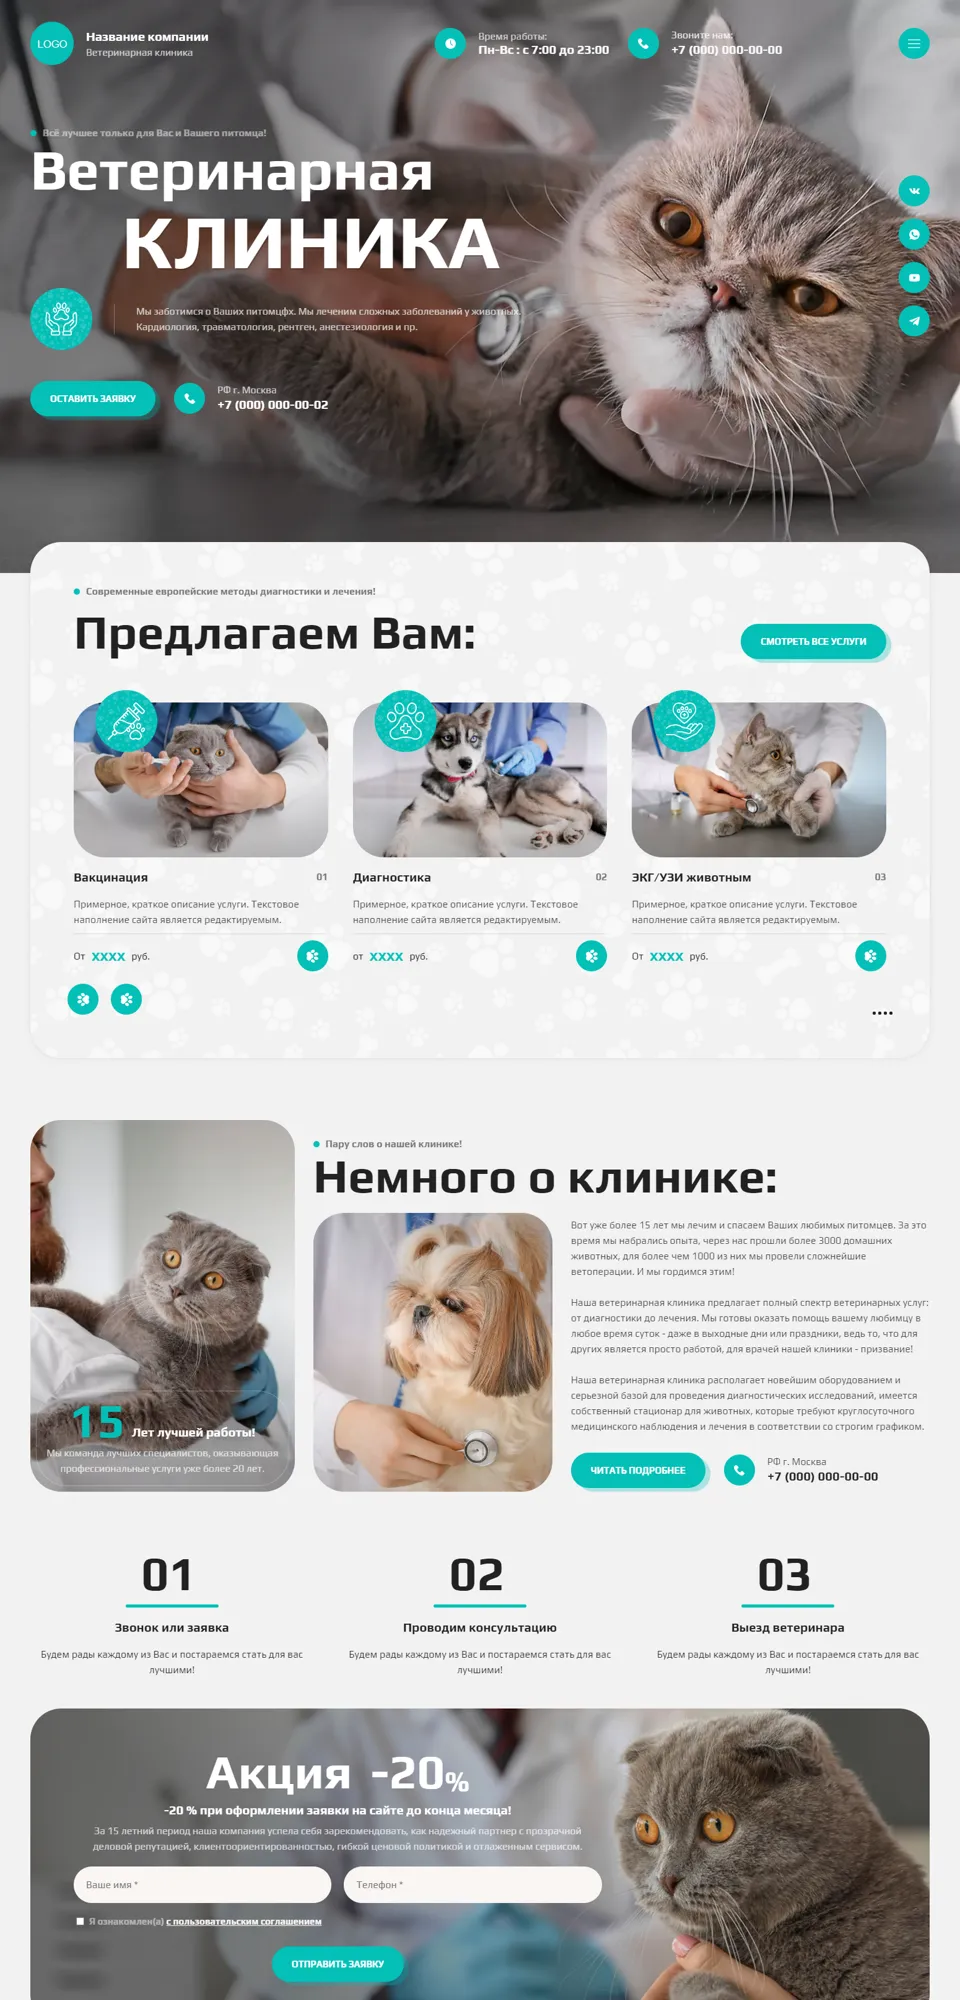 LOGO
Название компании
Ветеринарная клиника
Время работы:
Пн-Вс : с 7:00 до 23:00
Звоните нам:
+7 (000) 000-00-00
Всё лучшее только для Вас и Вашего питомца!
Ветеринарная
КЛИНИКА
Мы заботимся о Ваших питомцфх. Мы леченим сложных заболеваний у животных.
Кардиология, травматология, рентген, анестезиология и пр.
ОСТАВИТЬ ЗАЯВКУ
РФ г. Москва
+7 (000) 000-00-02
Современные европейские методы диагностики и лечения!
Предлагаем Вам:
СМОТРЕТЬ ВСЕ УСЛУГИ
Вакцинация
01
Примерное, краткое описание услуги. Текстовое
наполнение сайта является редактируемым.
От XXXX руб.
Диагностика
02
Примерное, краткое описание услуги. Текстовое
наполнение сайта является редактируемым.
от XXXX руб.
ЭКГ/УЗИ животным
03
Примерное, краткое описание услуги. Текстовое
наполнение сайта является редактируемым.
От XXXX руб.
15 Лет лучшей работы!
Мы команда лучших специалистов, оказывающая
профессиональные услуги уже более 20 лет.
Пару слов о нашей клинике!
Немного о клинике:
Вот уже более 15 лет мы лечим и спасаем Ваших любимых питомцев. За это
время мы набрались опыта, через нас прошли более 3000 домашних
животных, для более чем 1000 из них мы провели сложнейшие
ветоперации. И мы гордимся этим!
Наша ветеринарная клиника предлагает полный спектр ветеринарных услуг:
от диагностики до лечения. Мы готовы оказать помощь вашему любимцу в
любое время суток - даже в выходные дни или праздники, ведь то, что для
других является просто работой, для врачей нашей клиники - призвание!
Наша ветеринарная клиника располагает новейшим оборудованием и
серьезной базой для проведения диагностических исследований, имеется
собственный стационар для животных, которые требуют круглосуточного
медицинского наблюдения и лечения в соответствии со строгим графиком.
ЧИТАТЬ ПОДРОБНЕЕ
РФ г. Москва
+7 (000) 000-00-00
01
Звонок или заявка
Будем рады каждому из Вас и постараемся стать для вас
лучшими!
02
Проводим консультацию
Будем рады каждому из Вас и постараемся стать для вас
лучшими!
03
Выезд ветеринара
Будем рады каждому из Вас и постараемся стать для вас
лучшими!
Акция -20%
-20 % при оформлении заявки на сайте до конца месяца!
За 15 летний период наша компания успела себя зарекомендовать, как надежный партнер с прозрачной
деловой репутацией, клиентоориентированностью, гибкой ценовой политикой и отлаженным сервисом.
Ваше имя *
Телефон *
Я ознакомлен(а) с пользовательским соглашением
ОТПРАВИТЬ ЗАЯВКУ